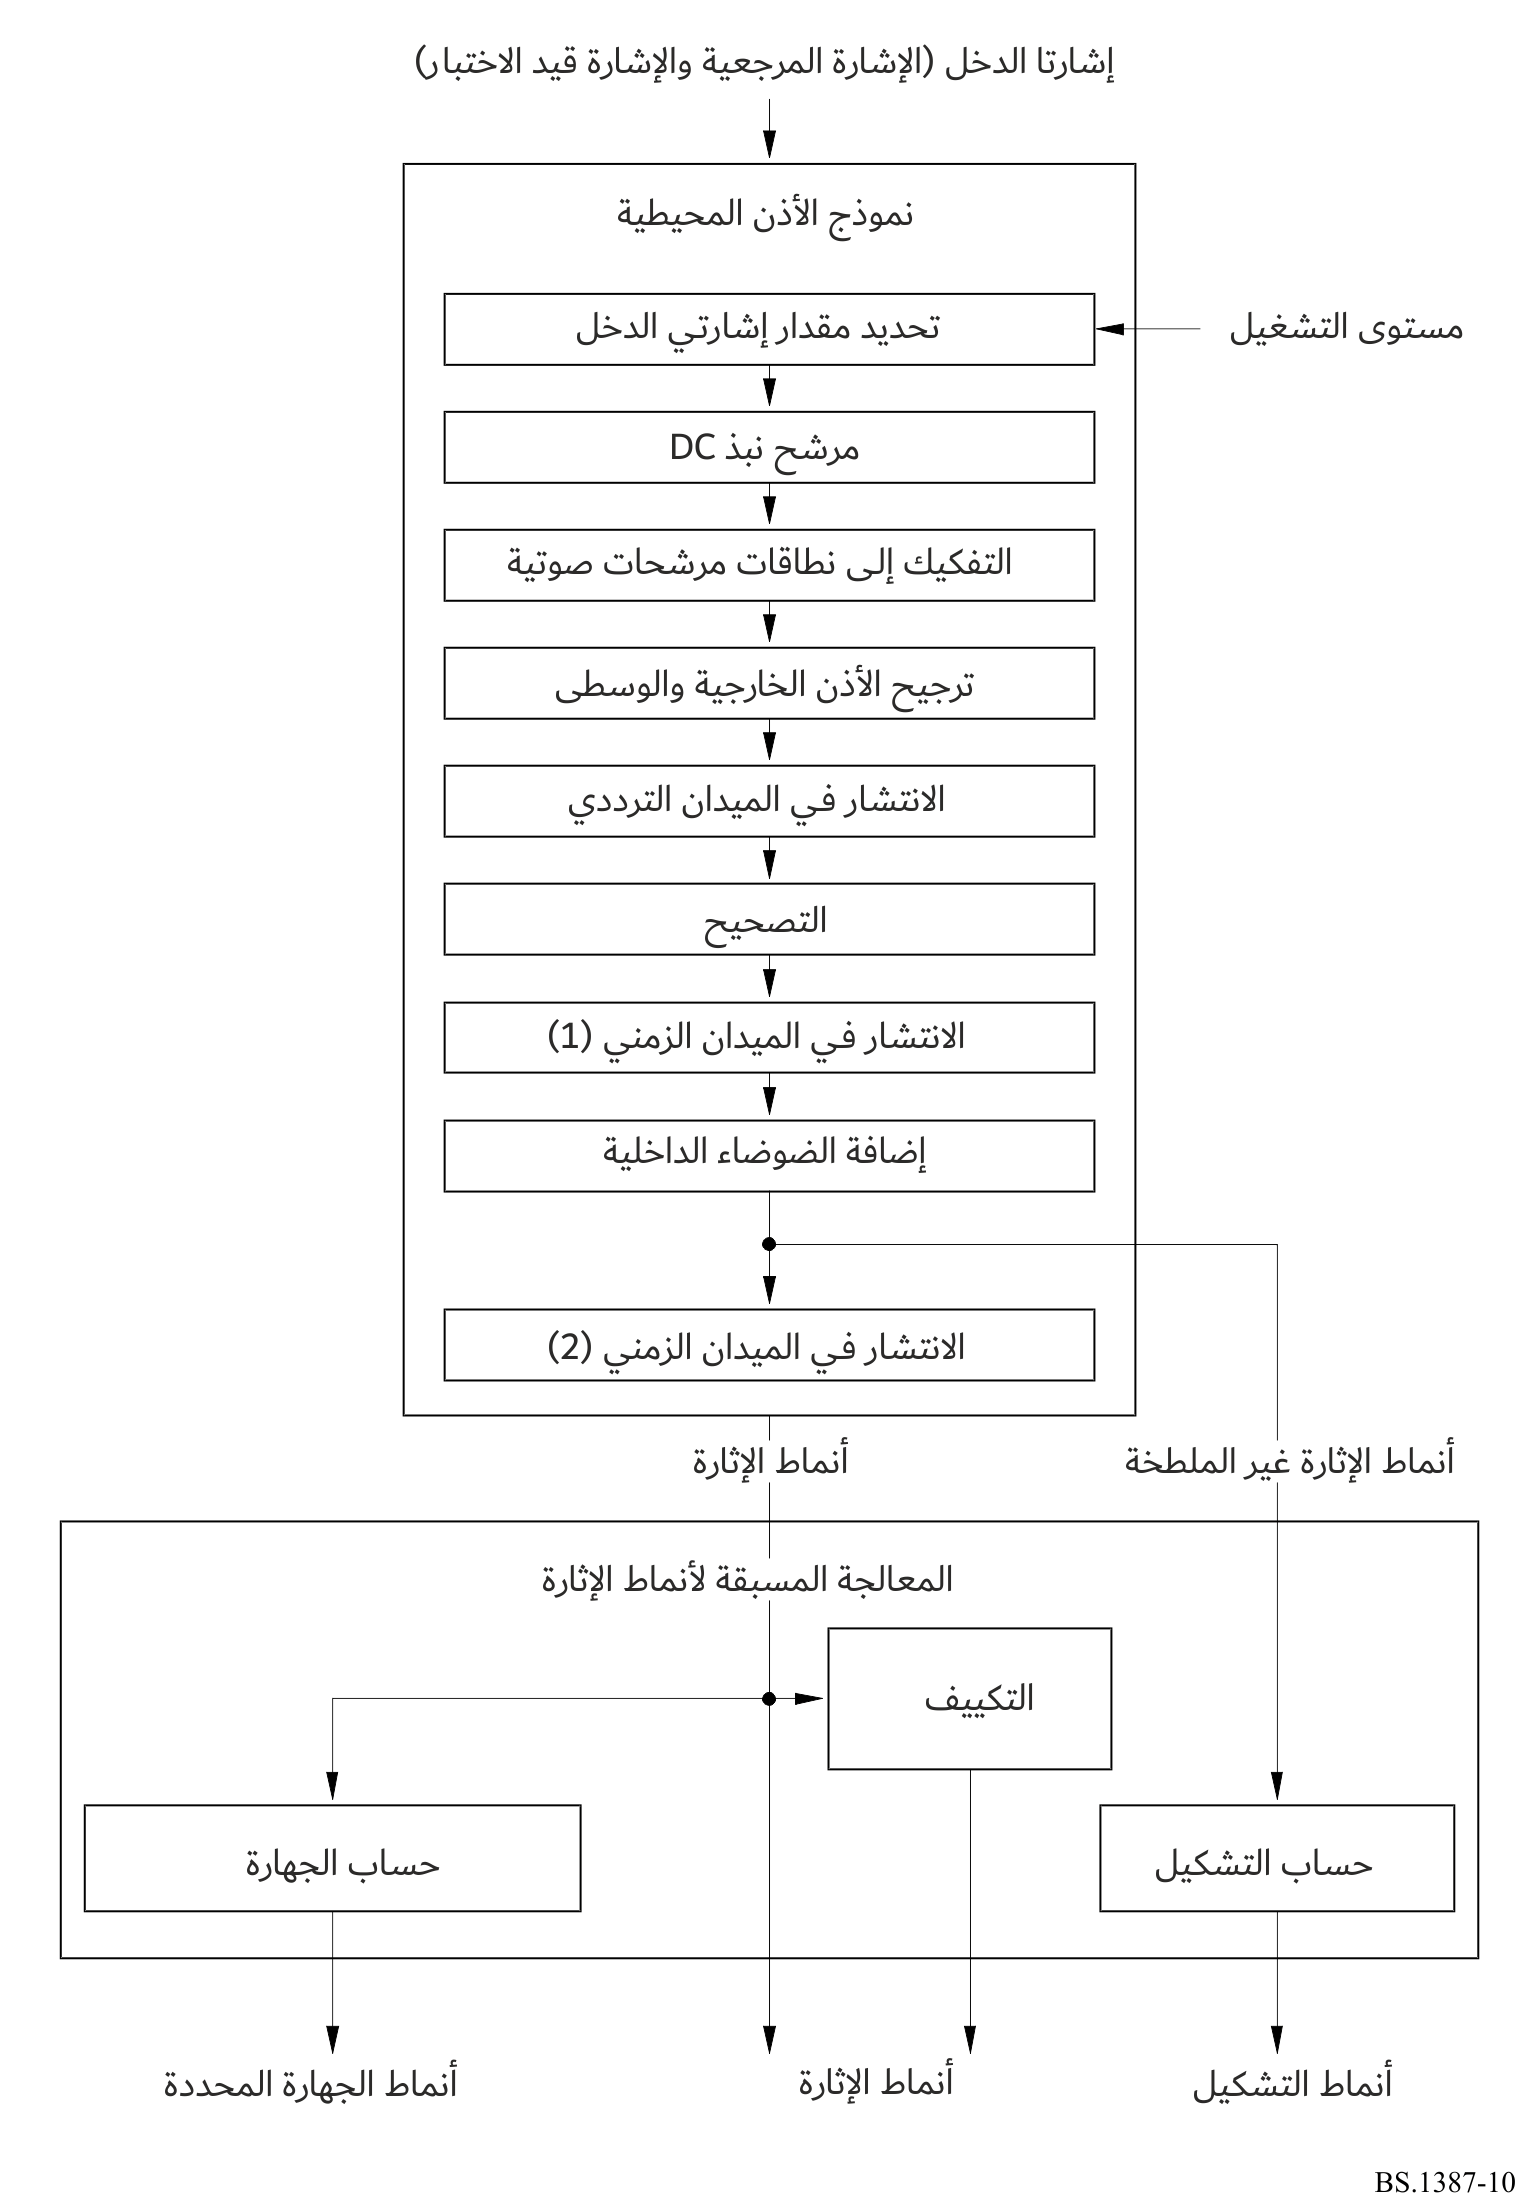 إشارتا الدخل (الإشارة المرجعية والإشارة قيد الاختبار)
نموذج الأذن المحيطية
تحديد مقدار إشارتي الدخل
مستوى التشغيل
مرشح نبذ DC
التفكيك إلى نطاقات مرشحات صوتية
ترجيح الأذن الخارجية والوسطى
الانتشار في الميدان الترددي
التصحيح
الانتشار في الميدان الزمني (1)
إضافة الضوضاء الداخلية
الانتشار في الميدان الزمني (2)
أنماط الإثارة غير الملطخة
أنماط الإثارة
المعالجة المسبقة لأنماط الإثارة
التكييف
حساب التشكيل
حساب الجهارة
أنماط التشكيل
أنماط الإثارة
أنماط الجهارة المحددة
BS.1387-10